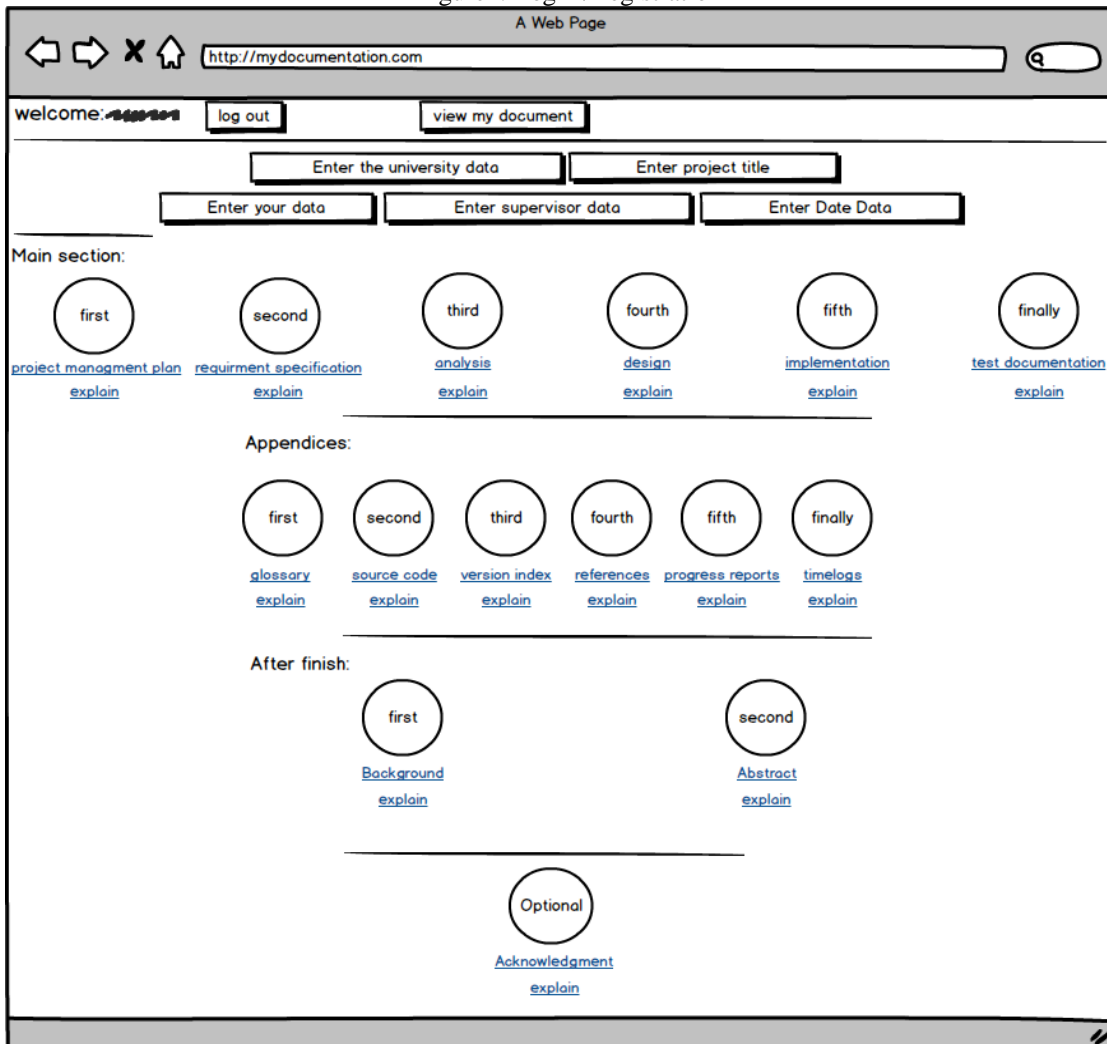 A Web Page
http://mydocumentation.com
welcome: log out view my document
Enter the university data Enter project title
Enter your data Enter supervisor data Enter Date Data
Main section:
first second third fourth fifth finally
project managment plan requirment specification analysis design implementation test documentation
explain explain explain explain explain explain
Appendices:
first second third fourth fifth finally
glossary source code version index references progress reports timelogs
explain explain explain explain explain explain
After finish:
first second
Background Abstract
explain explain
Optional
Acknowledgment
explain